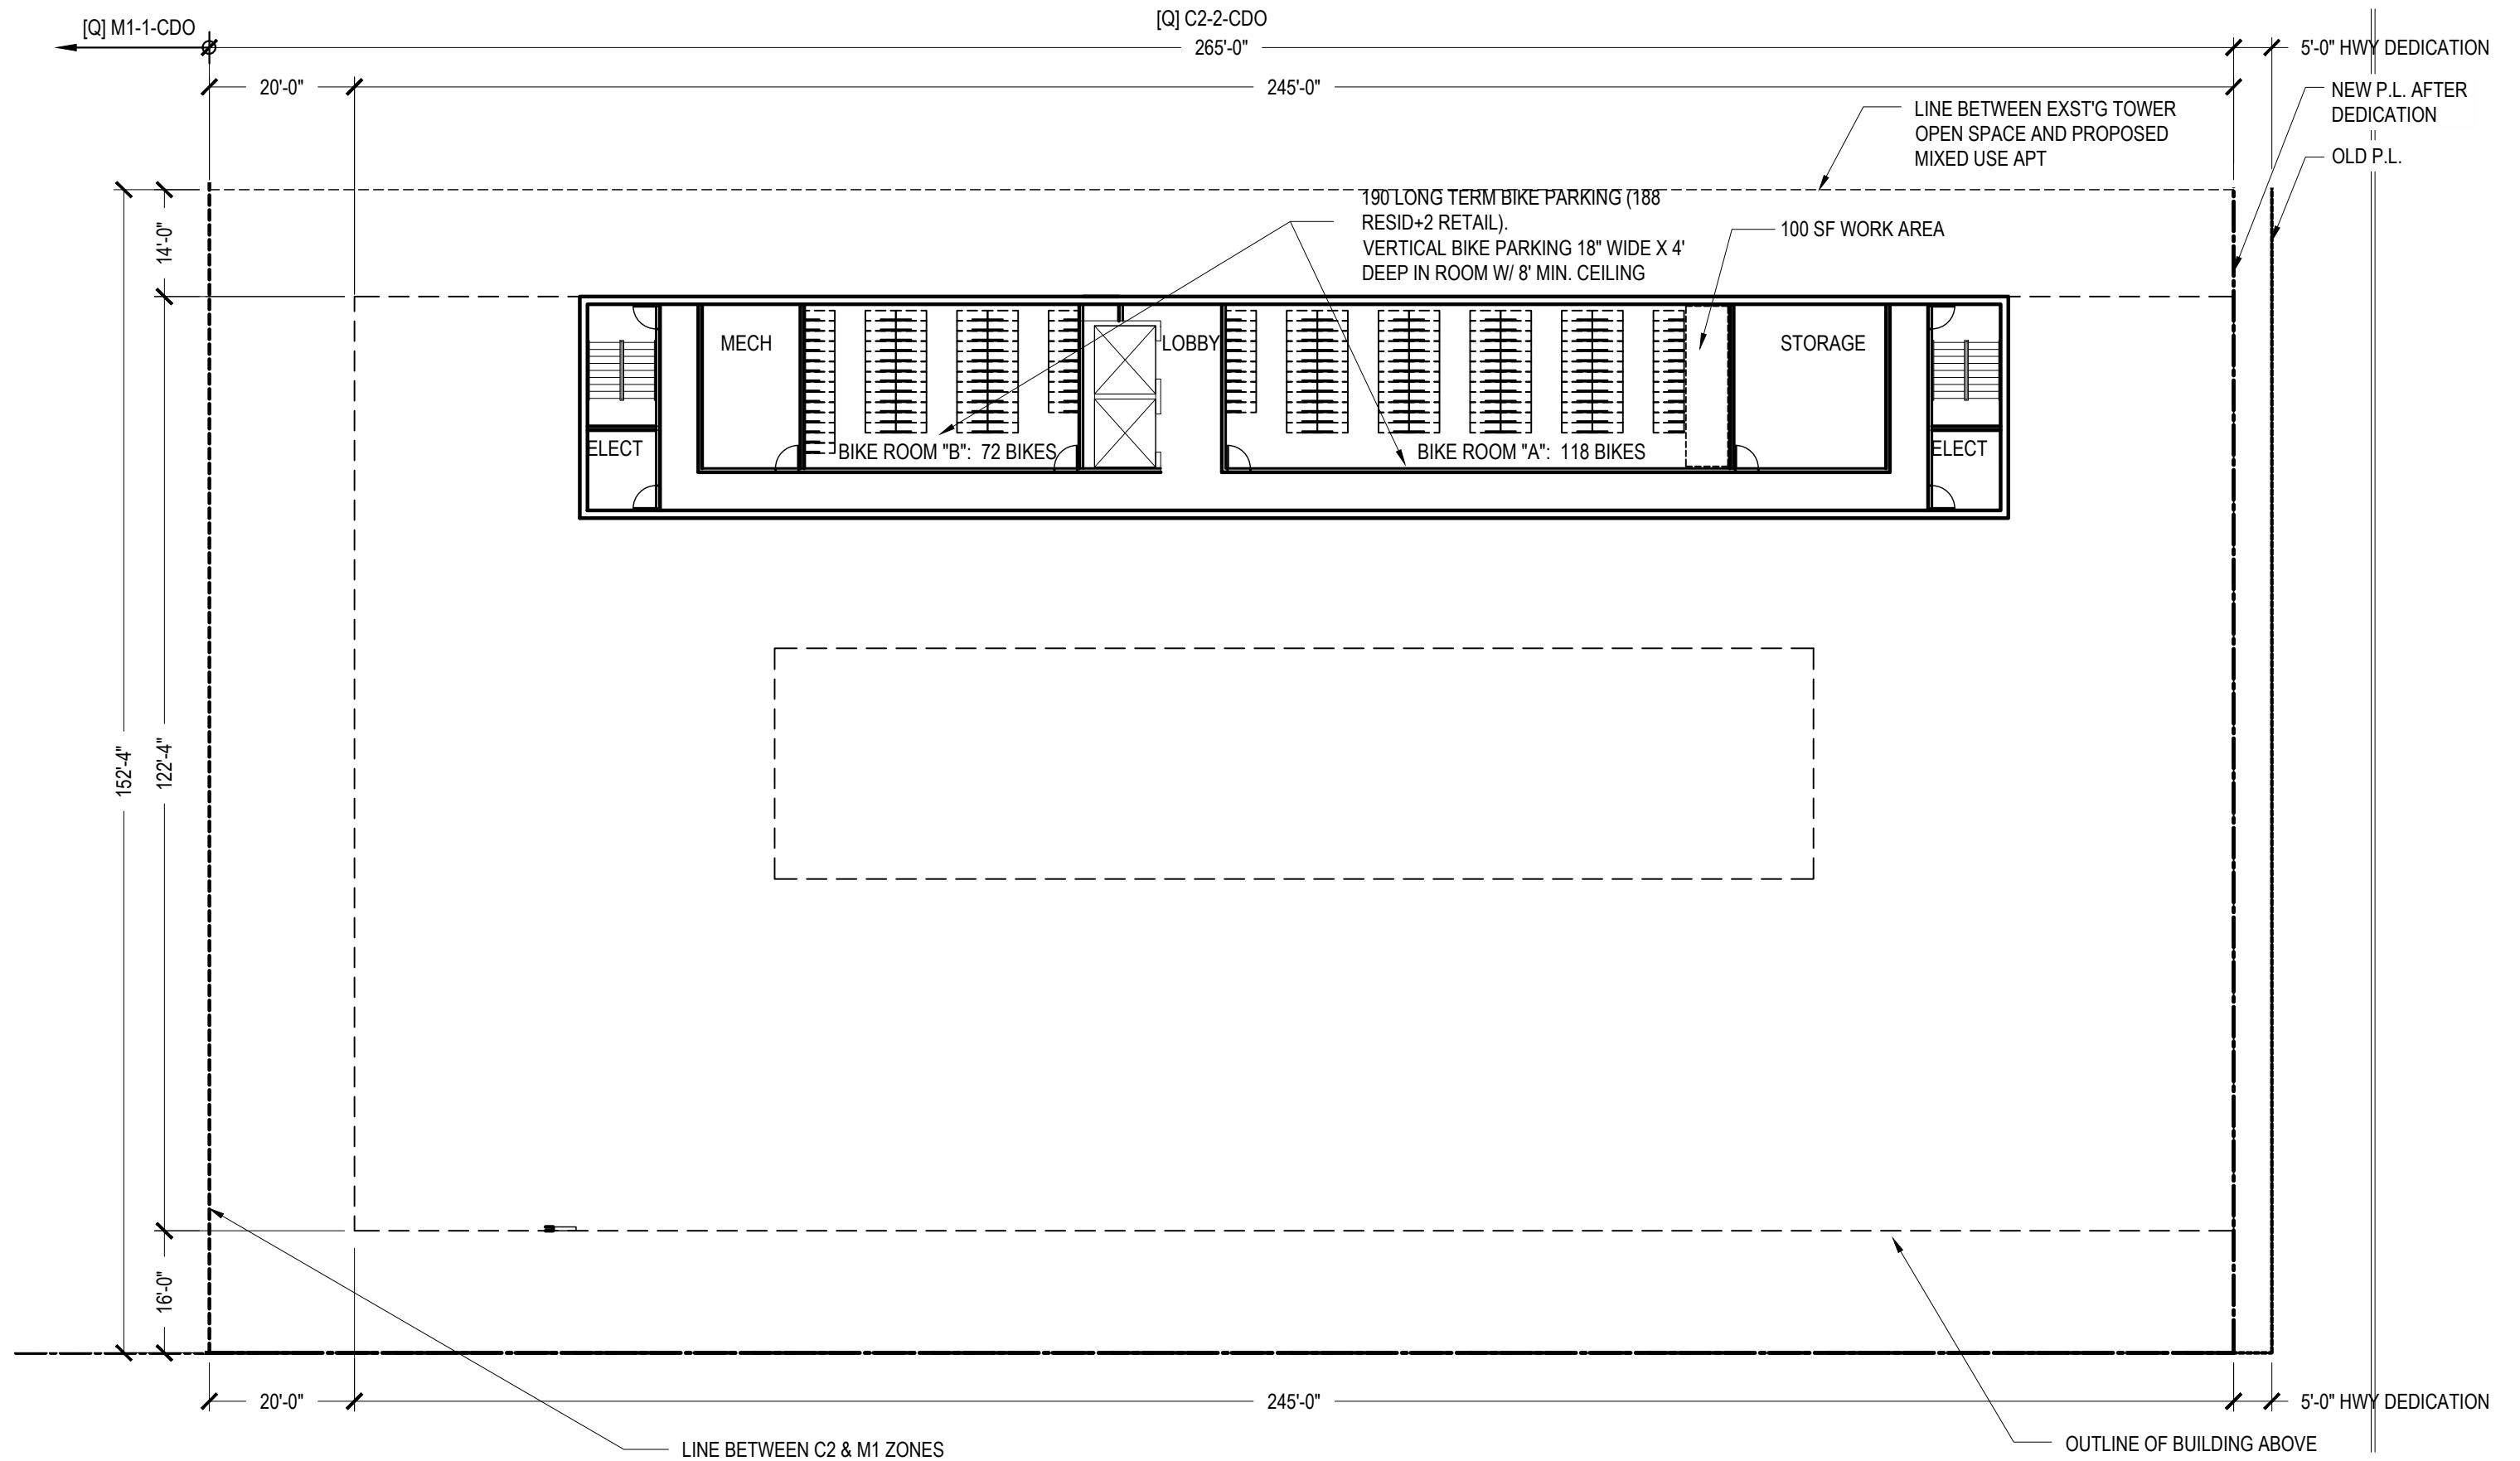 [Q] M1-1-CDO
[Q] C2-2-CDO
265'-0"
5'-0" HWY DEDICATION
20'-0"
245'-0"
NEW P.L. AFTER
DEDICATION
LINE BETWEEN EXST'G TOWER
OPEN SPACE AND PROPOSED
MIXED USE APT
OLD P.L.
190 LONG TERM BIKE PARKING (188
RESID+2 RETAIL).
VERTICAL BIKE PARKING 18" WIDE X 4'
DEEP IN ROOM W/ 8' MIN. CEILING
100 SF WORK AREA
14'-0"
MECH
LOBBY
STORAGE
ELECT
BIKE ROOM "B": 72 BIKES
BIKE ROOM "A": 118 BIKES
ELECT
152'-4"
122'-4"
16'-0"
20'-0"
245'-0"
5'-0" HWY DEDICATION
LINE BETWEEN C2 & M1 ZONES
OUTLINE OF BUILDING ABOVE